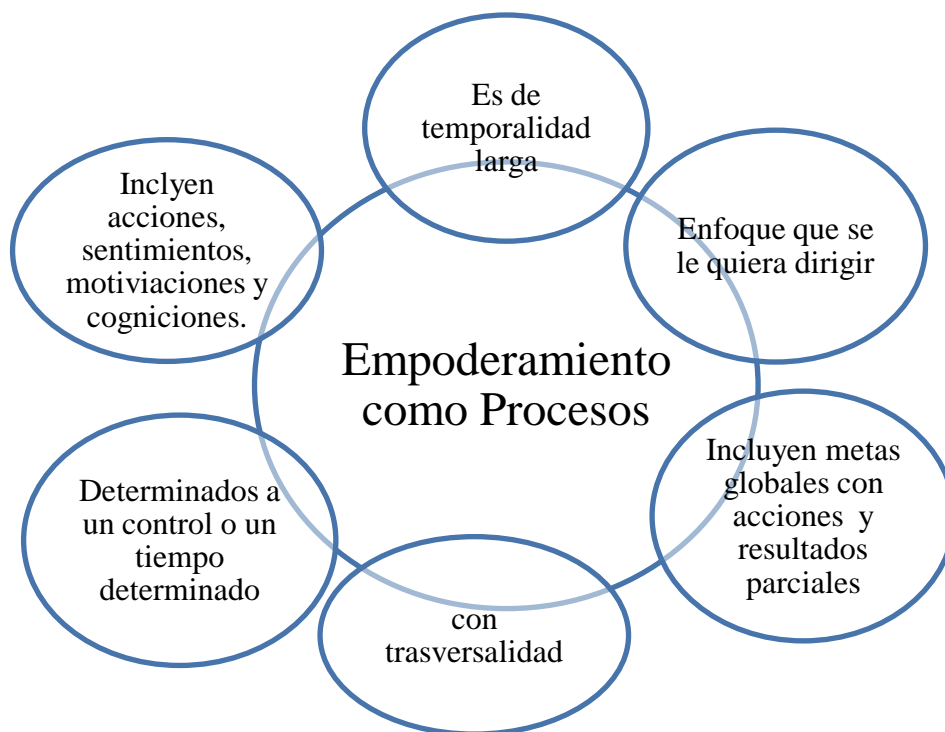 Es de
temporalidad
larga
Enfoque que se
le quiera dirigir
Incluyen metas
globales con
acciones y
resultados
parciales
con
trasversalidad
Determinados a
un control o un
tiempo
determinado
Inclyen
acciones,
sentimientos,
motiviaciones y
cogniciones.
Empoderamiento
como Procesos